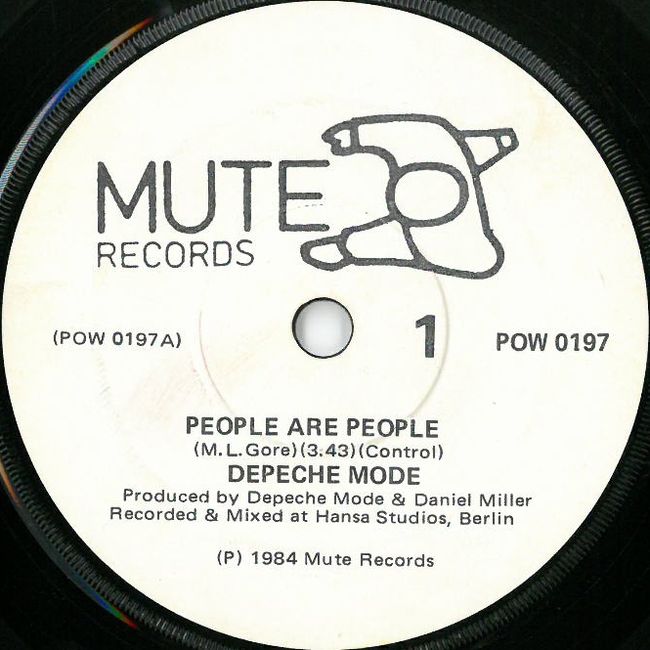 MUTE
RECORDS
(POW 0197A)
1
POW 0197
PEOPLE ARE PEOPLE
(M.L.Gore)(3.43)(Control)
DEPECHE MODE
Produced by Depeche Mode & Daniel Miller
Recorded & Mixed at Hansa Studios, Berlin
(P) 1984 Mute Records